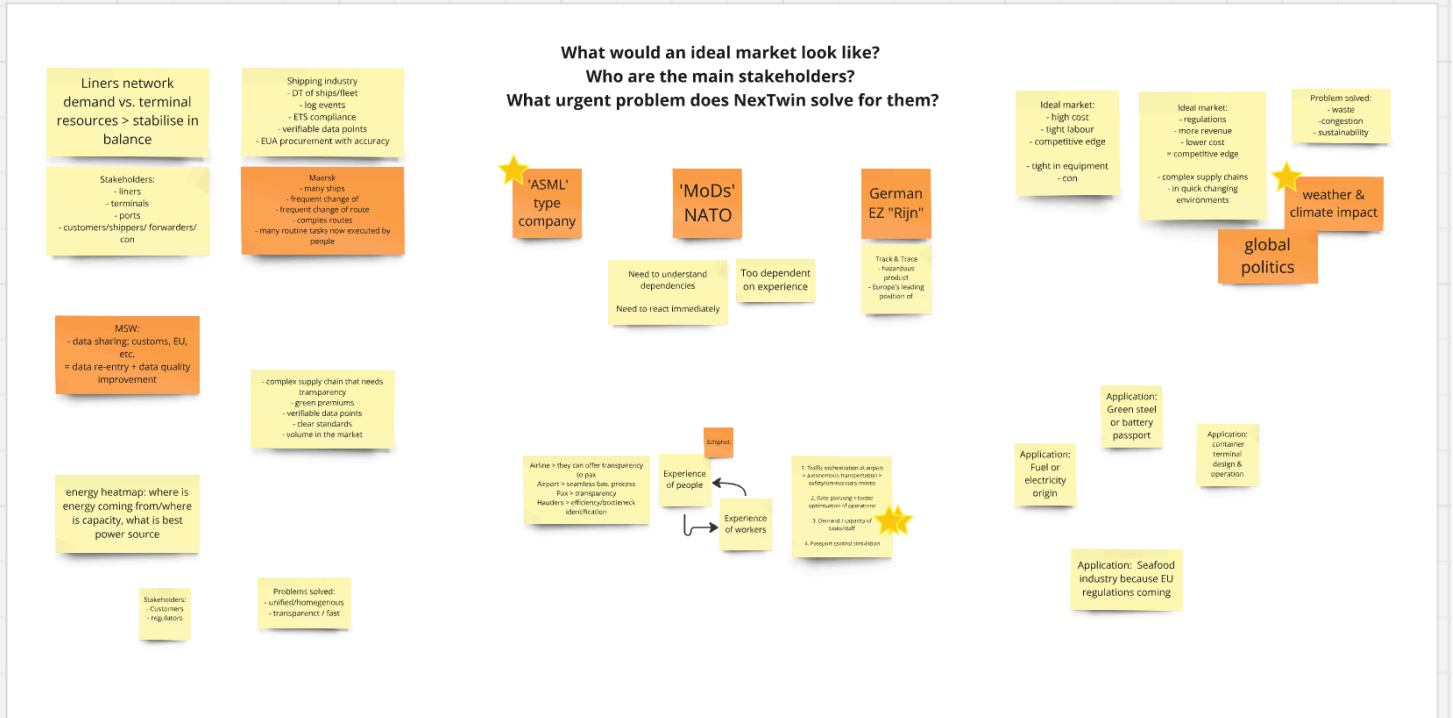 What would an ideal market look like?
Who are the main stakeholders?
What urgent problem does NexTwin solve for them?
Liners network
demand vs. terminal
resources > stabilise in
balance
Shipping industry
- DT of ships/fleet
- log events
- ETS compliance
- verifiable data points
- EUA procurement with accuracy
Stakeholders:
- liners
- terminals
- ports
- customers/shippers/ forwarders/
con
Maersk
- many ships
- frequent change of
- frequent change of route
- complex routes
- many routine tasks now executed by
people
MSW:
- data sharing: customs, EU,
etc.
= data re-entry + data quality
improvement
- complex supply chain that needs
transparency
- green premiums
- verifiable data points
- clear standards
- volume in the market
energy heatmap: where is
energy coming from/where
is capacity, what is best
power source
Stakeholders:
- Customers
- regulators
Problems solved:
- unified/homegenous
- transparenct / fast
'ASML'
type
company
'MoDs'
NATO
German
EZ "Rijn"
Need to understand
dependencies
Need to react immediately
Too dependent
on experience
Track & Trace
- hazardous
product
- Europe's leading
position of
Schiphol
Airline > they can offer transparency
to pax
Airport > seamless bas, process
Pax > transparency
Hauders > efficiency/bottleneck
identification
Experience
of people
Experience
of workers
1. Traffic orchestration at airport
> autonomous transportation >
safety/unnecessary moves
2. Gate planning > better
optimisation of operations
3. Demand / capacity of
tasks/staff
4. Passport control simulation
Ideal market:
- high cost
- tight labour
- competitive edge
- tight in equipment
- con
Ideal market:
- regulations
- more revenue
- lower cost
= competitive edge
- complex supply chains
- in quick changing
environments
Problem solved:
- waste
-congestion
- sustainability
weather &
climate impact
global
politics
Application:
Green steel
or battery
passport
Application:
Fuel or
electricity
origin
Application:
container
terminal
design &
operation
Application: Seafood
industry because EU
regulations coming